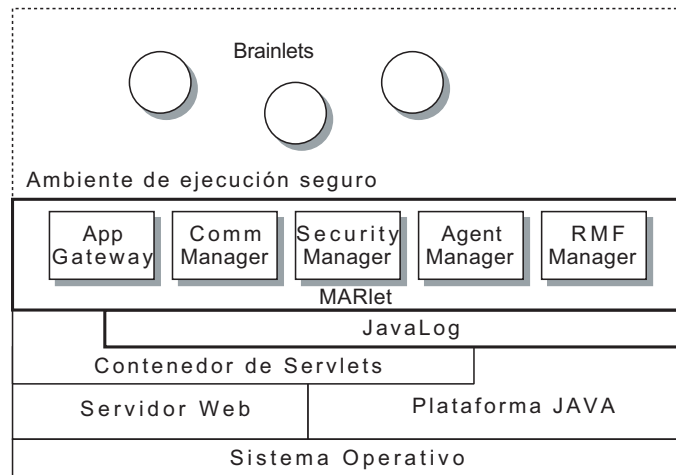 Brainlets
Ambiente de ejecución seguro
App
Gateway
Comm
Manager
Security
Manager
Agent
Manager
RMF
Manager
MARlet
JavaLog
Contenedor de Servlets
Servidor Web
Plataforma JAVA
Sistema Operativo